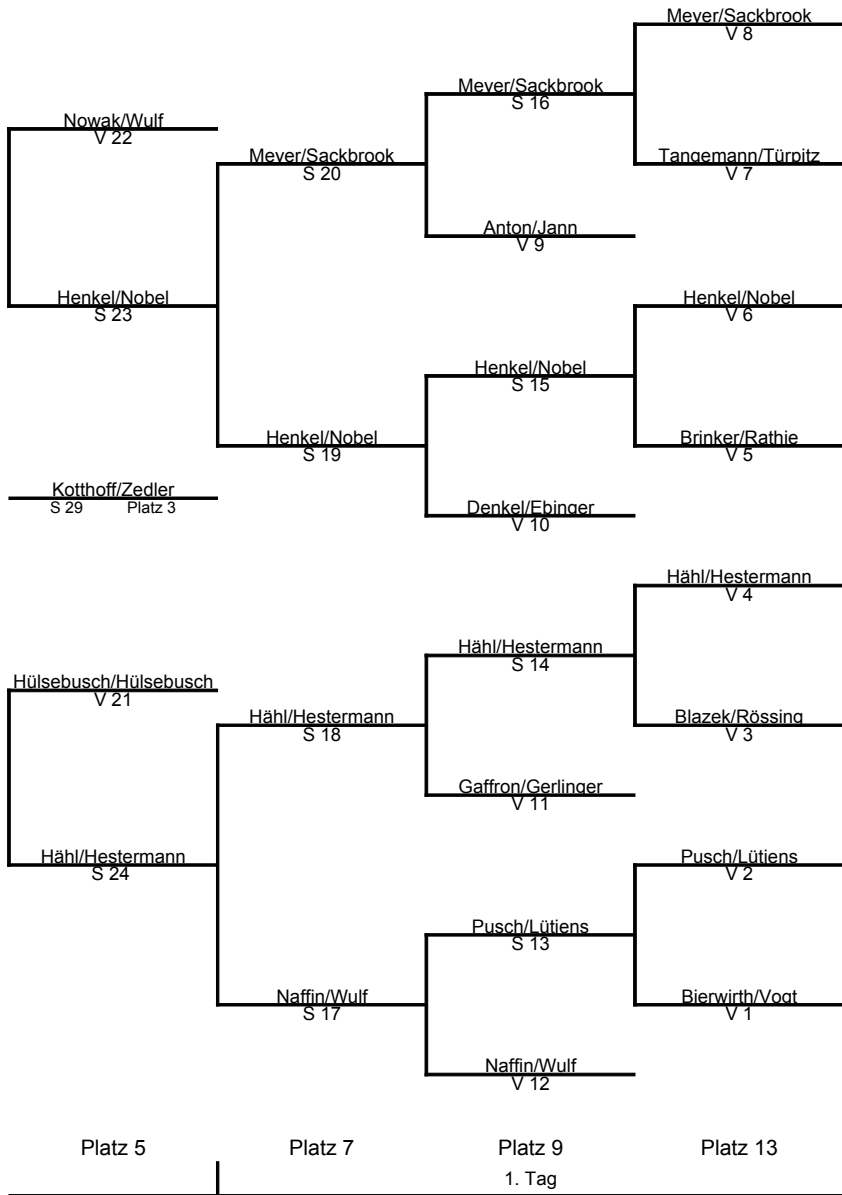 Meyer/Sackbrook
V 8
Meyer/Sackbrook
S 16
Nowak/Wulf
V 22
Meyer/Sackbrook
S 20
Tangemann/Türpitz
V 7
Anton/Jann
V 9
Henkel/Nobel
S 23
Henkel/Nobel
V 6
Henkel/Nobel
S 15
Henkel/Nobel
S 19
Brinker/Rathie
V 5
Kotthoff/Zedler
S 29 Platz 3
Denkel/Ebinger
V 10
Hähl/Hestermann
V 4
Hähl/Hestermann
S 14
Hülsebusch/Hülsebusch
V 21
Hähl/Hestermann
S 18
Blazek/Rössing
V 3
Gaffron/Gerlinger
V 11
Hähl/Hestermann
S 24
Pusch/Lütjens
V 2
Pusch/Lütjens
S 13
Naffin/Wulf
S 17
Bierwirth/Vogt
V 1
Naffin/Wulf
V 12
Platz 5 Platz 7 Platz 9 Platz 13
1. Tag